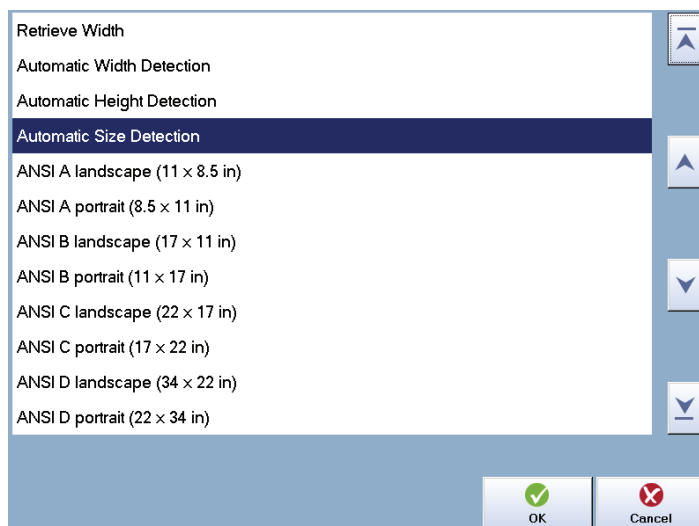 Retrieve Width
Automatic Width Detection
Automatic Height Detection
Automatic Size Detection
ANSI A landscape (11 x 8.5 in)
ANSI A portrait (8.5 x 11 in)
ANSI B landscape (17 x 11 in)
ANSI B portrait (11 x 17 in)
ANSI C landscape (22 x 17 in)
ANSI C portrait (17 x 22 in)
ANSI D landscape (34 x 22 in)
ANSI D portrait (22 x 34 in)
OK
Cancel